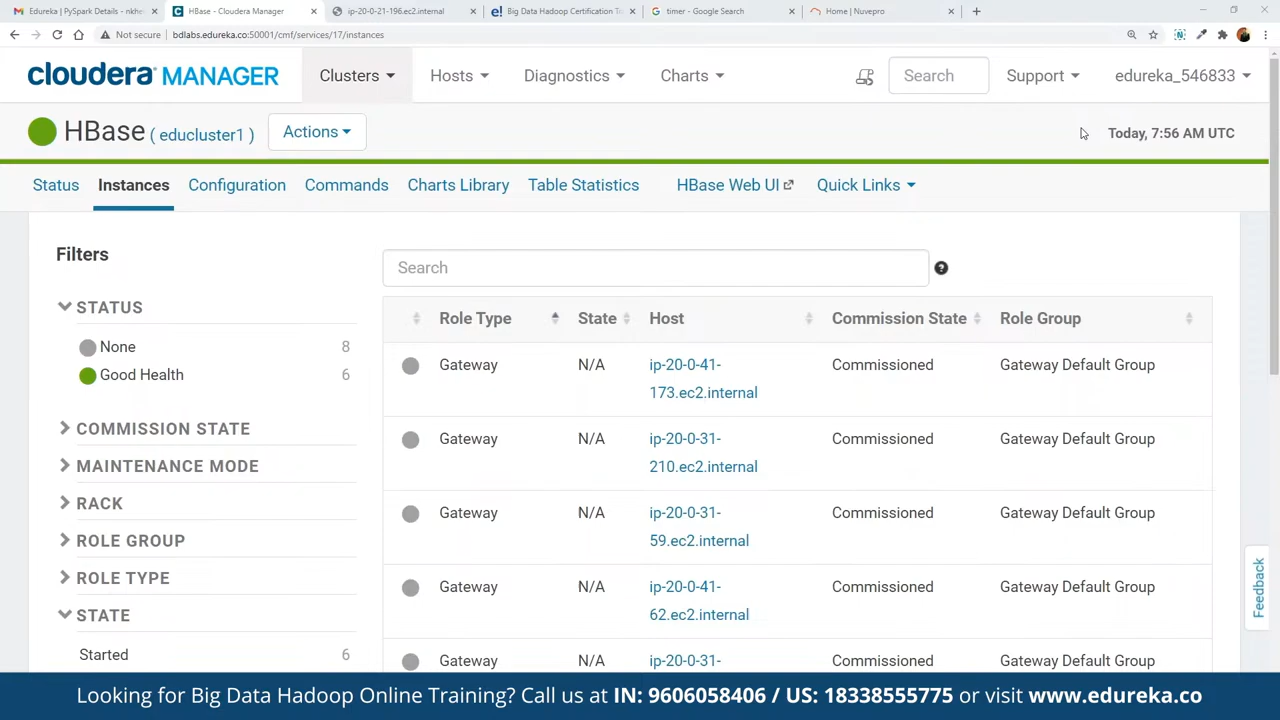 Edureka | PySpark Details - nkh
HBase - Cloudera Manager
ip-20-0-21-196.ec2.internal
Big Data Hadoop Certification Tr
timer - Google Search
Home | Nuvepro
Not secure | bdlabs.edureka.co:50001/cmf/services/17/instances
cloudera MANAGER
Clusters
Hosts
Diagnostics
Charts
Search
Support
edureka_546833
HBase ( educluster1 )
Actions
Today, 7:56 AM UTC
Status
Instances
Configuration
Commands
Charts Library
Table Statistics
HBase Web UI
Quick Links
Filters
Search
STATUS
None 8
Good Health 6
COMMISSION STATE
MAINTENANCE MODE
RACK
ROLE GROUP
ROLE TYPE
STATE
Started 6
Role Type State Host Commission State Role Group
Gateway N/A ip-20-0-41-
173.ec2.internal Commissioned Gateway Default Group
Gateway N/A ip-20-0-31-
210.ec2.internal Commissioned Gateway Default Group
Gateway N/A ip-20-0-31-
59.ec2.internal Commissioned Gateway Default Group
Gateway N/A ip-20-0-41-
62.ec2.internal Commissioned Gateway Default Group
Gateway N/A ip-20-0-31- Commissioned Gateway Default Group
Feedback
Looking for Big Data Hadoop Online Training? Call us at IN: 9606058406 / US: 18338555775 or visit www.edureka.co